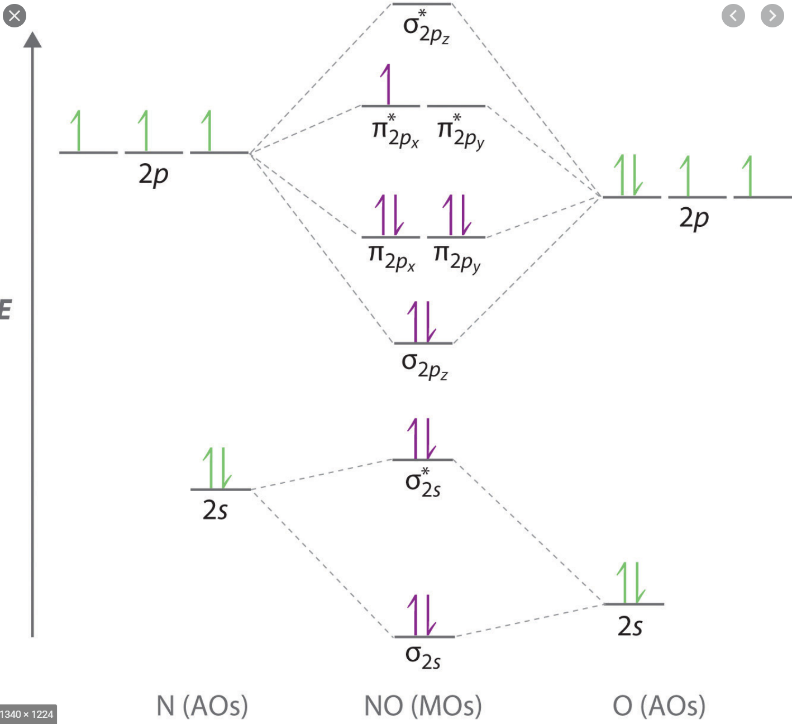 σ*2pz
π*2px π*2py
2p
2p
π2px π2py
E
σ2pz
σ*2s
2s
2s
σ2s
N (AOs) NO (MOs) O (AOs)
1340 × 1224